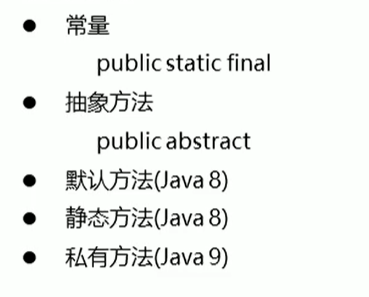 ● 常量
public static final
● 抽象方法
public abstract
● 默认方法(Java 8)
● 静态方法(Java 8)
● 私有方法(Java 9)